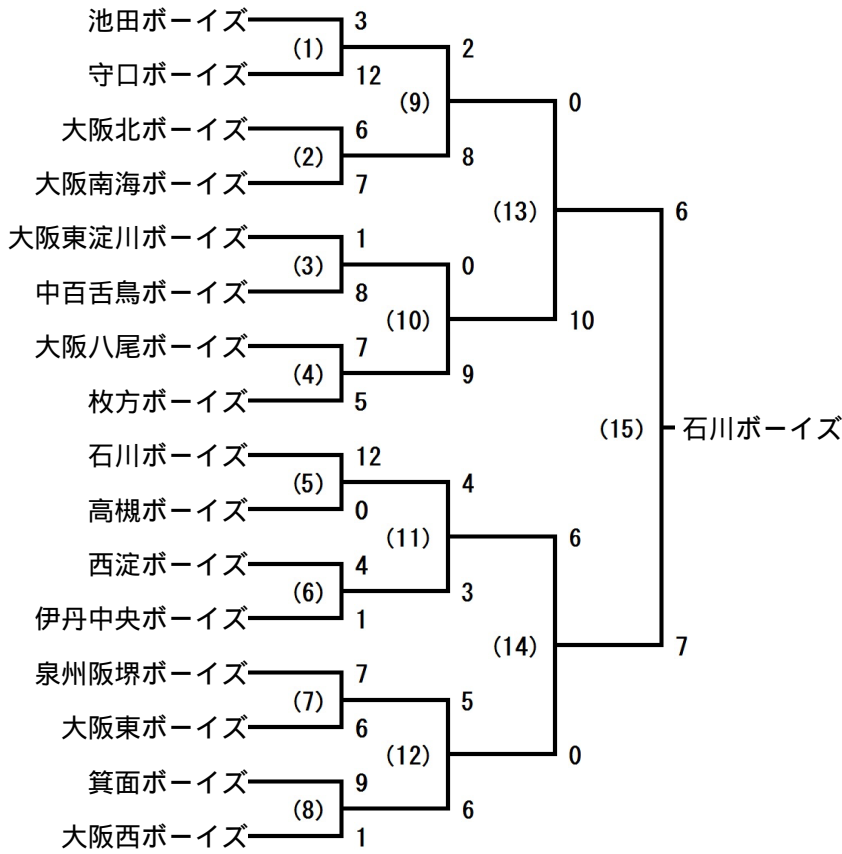 池田ボーイズ 3
(1) 2
守口ボーイズ 12
(9) 0
大阪北ボーイズ 6
(2) 8
大阪南海ボーイズ 7
(13) 6
大阪東淀川ボーイズ 1
(3) 0
中百舌鳥ボーイズ 8
(10) 10
大阪八尾ボーイズ 7
(4) 9
枚方ボーイズ 5
(15) 石川ボーイズ
石川ボーイズ 12
(5) 4
高槻ボーイズ 0
(11) 6
西淀ボーイズ 4
(6) 3
伊丹中央ボーイズ 1
(14) 7
泉州阪堺ボーイズ 7
(7) 5
大阪東ボーイズ 6
(12) 0
箕面ボーイズ 9
(8) 6
大阪西ボーイズ 1